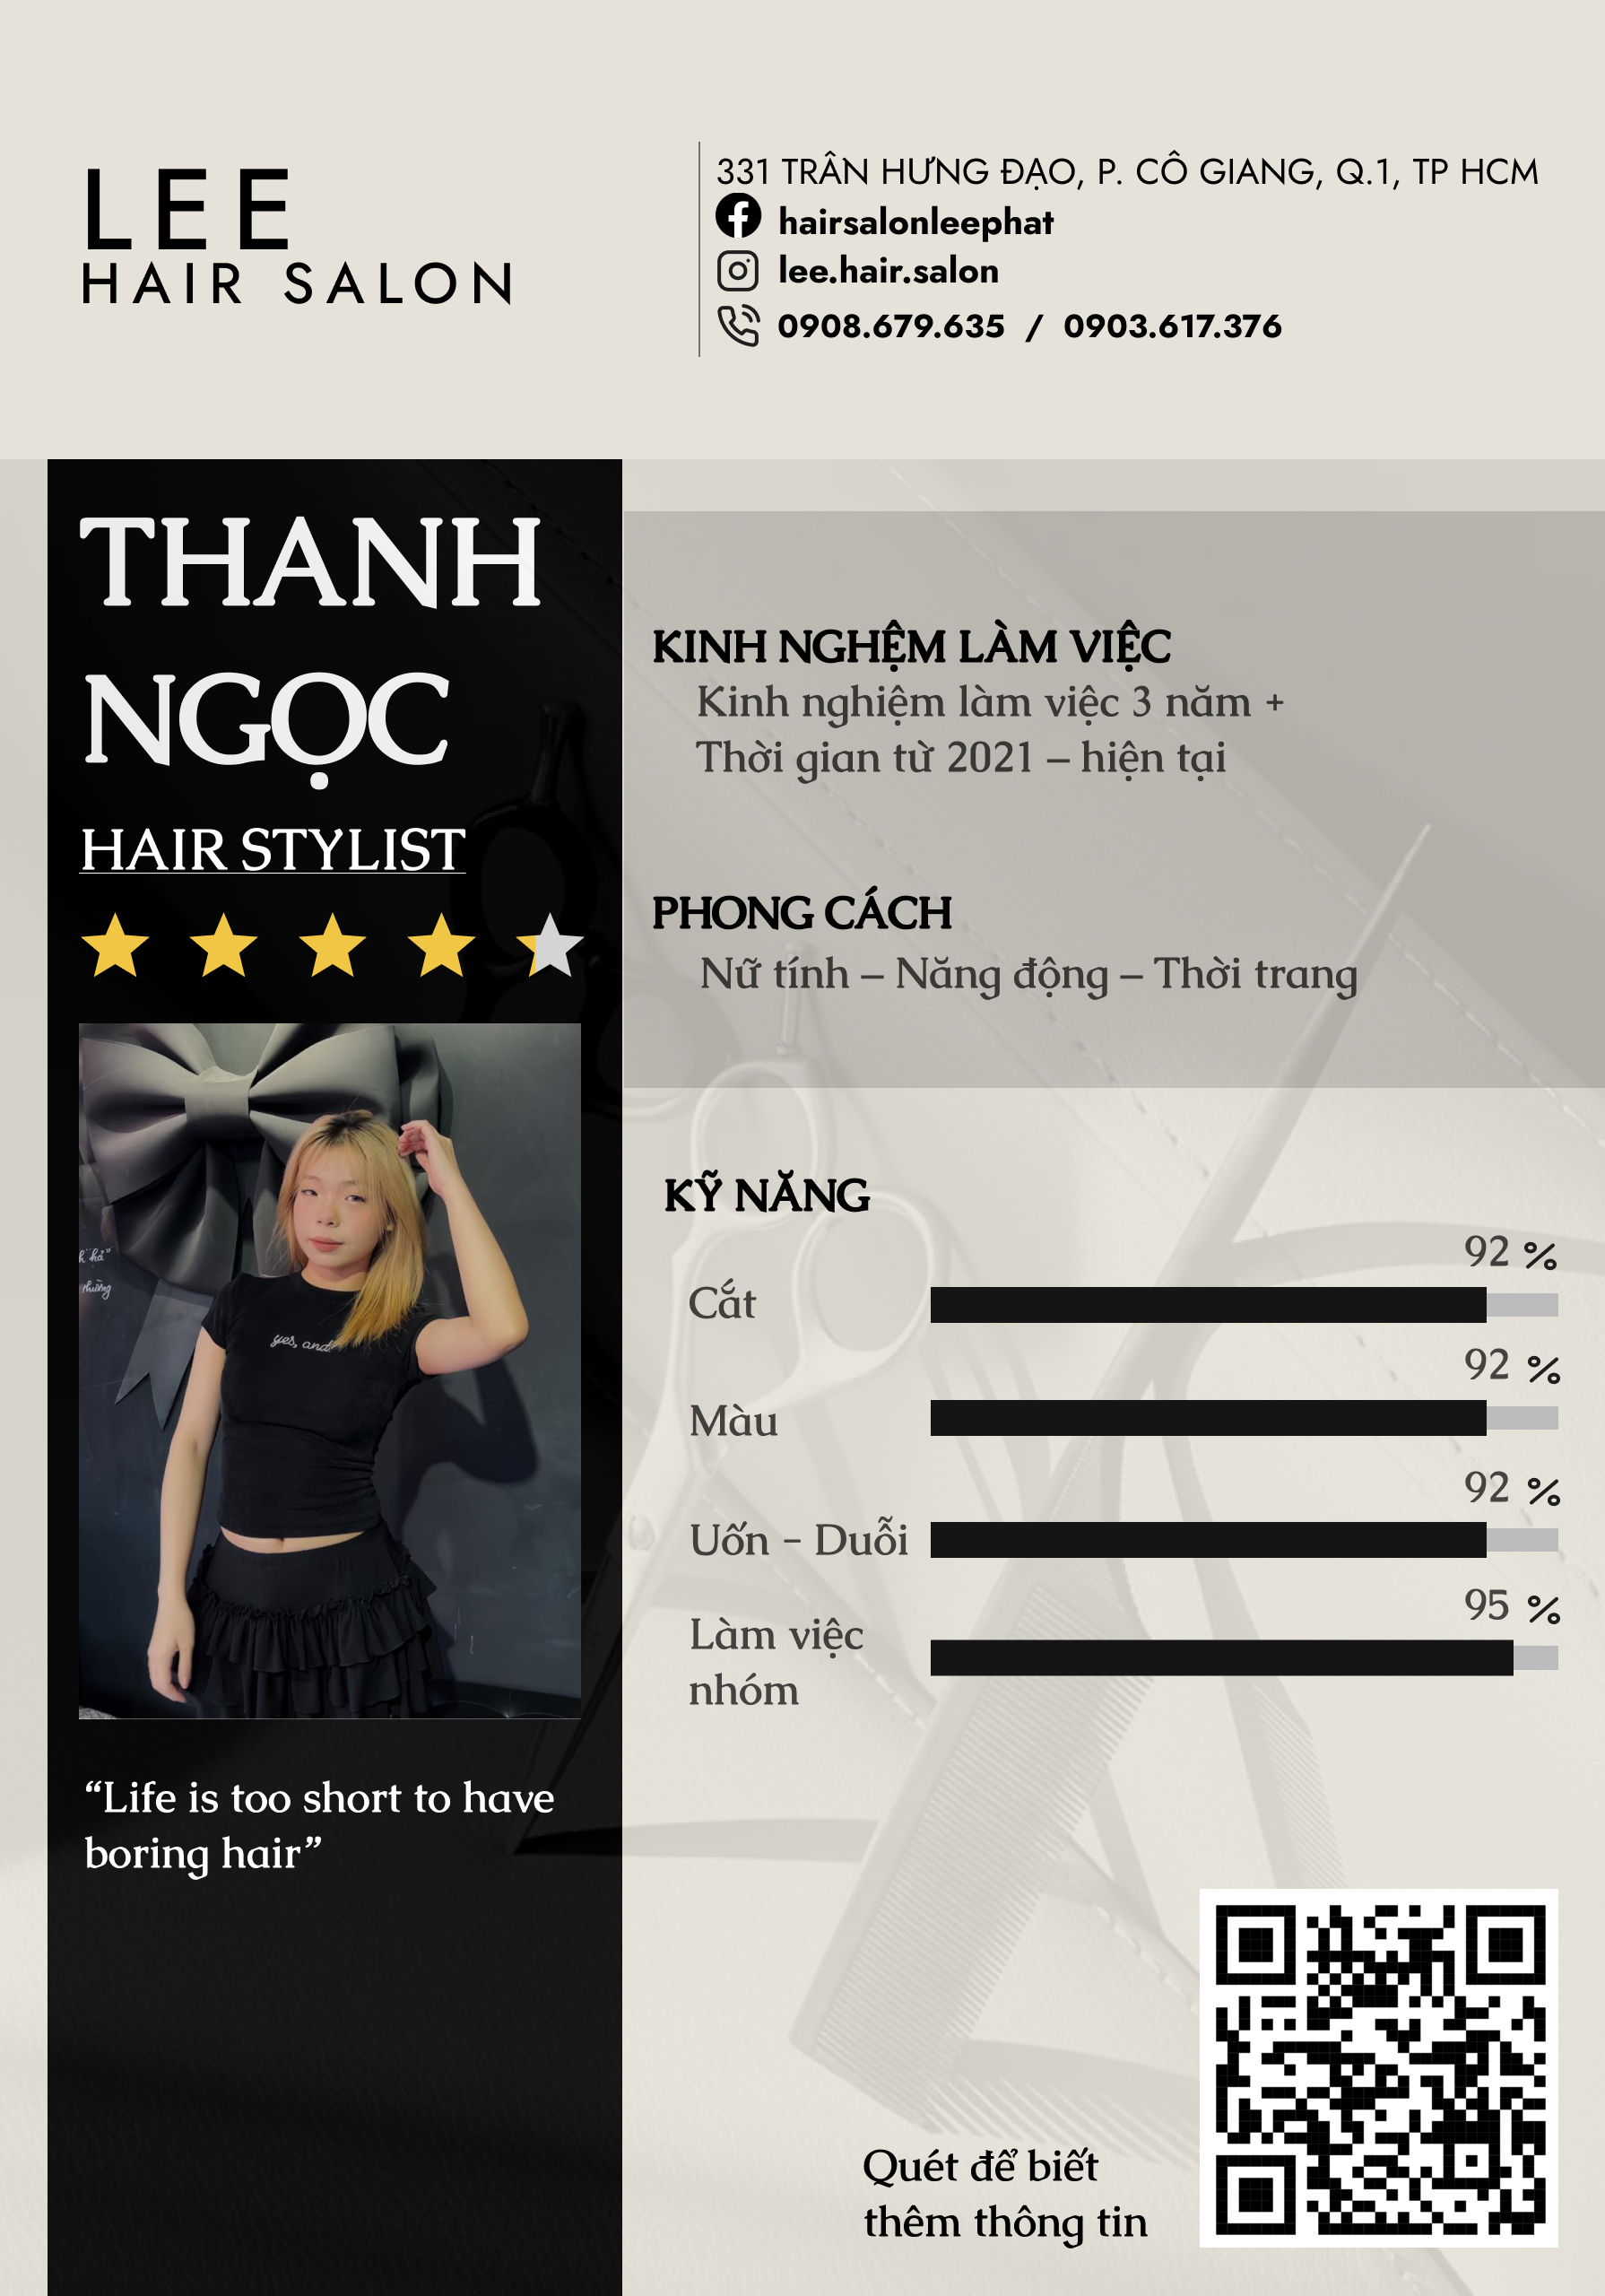 LEE
HAIR SALON
331 TRẦN HƯNG ĐẠO, P. CÔ GIANG, Q.1, TP HCM
hairsalonleephat
lee.hair.salon
0908.679.635 / 0903.617.376
THANH
NGỌC
HAIR STYLIST
yes, and?
“Life is too short to have
boring hair”
KINH NGHỆM LÀM VIỆC
Kinh nghiệm làm việc 3 năm +
Thời gian từ 2021 – hiện tại
PHONG CÁCH
Nữ tính – Năng động – Thời trang
KỸ NĂNG
92 %
Cắt
92 %
Màu
92 %
Uốn - Duỗi
95 %
Làm việc
nhóm
Quét để biết
thêm thông tin